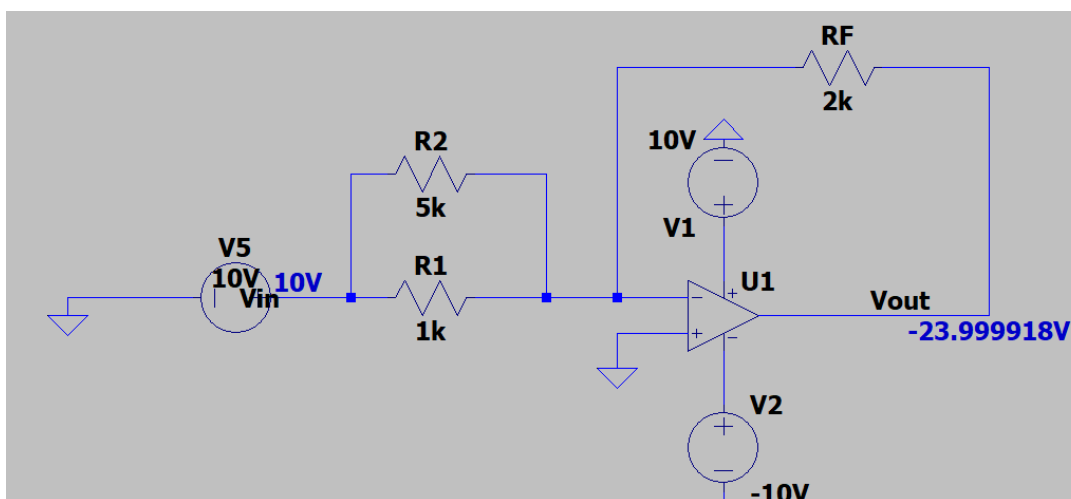 RF
2k
R2
5k
10V
V1
V5
10V
Vin
10V
R1
1k
U1
Vout
-23.999918V
V2
-10V